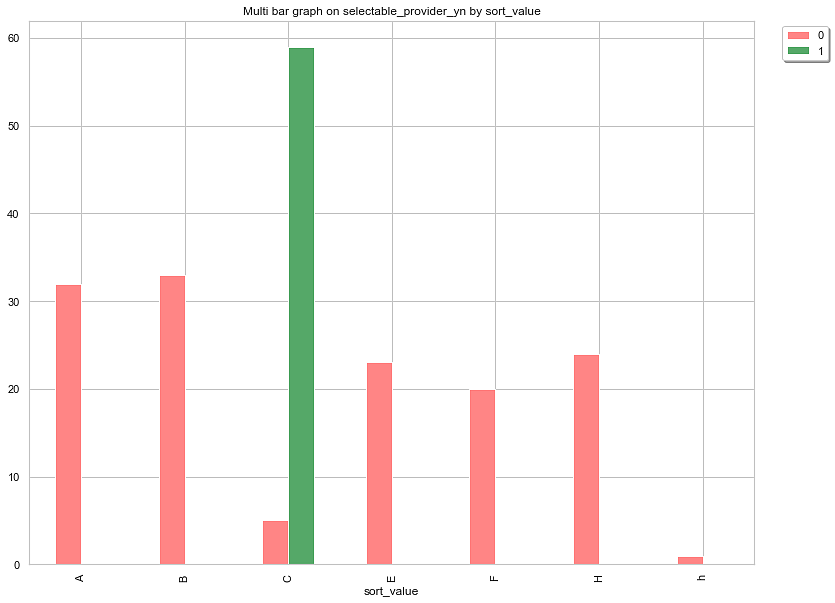 Multi bar graph on selectable_provider_yn by sort_value
0
1
60
50
40
30
20
10
0
A
B
C
E
F
H
h
sort_value